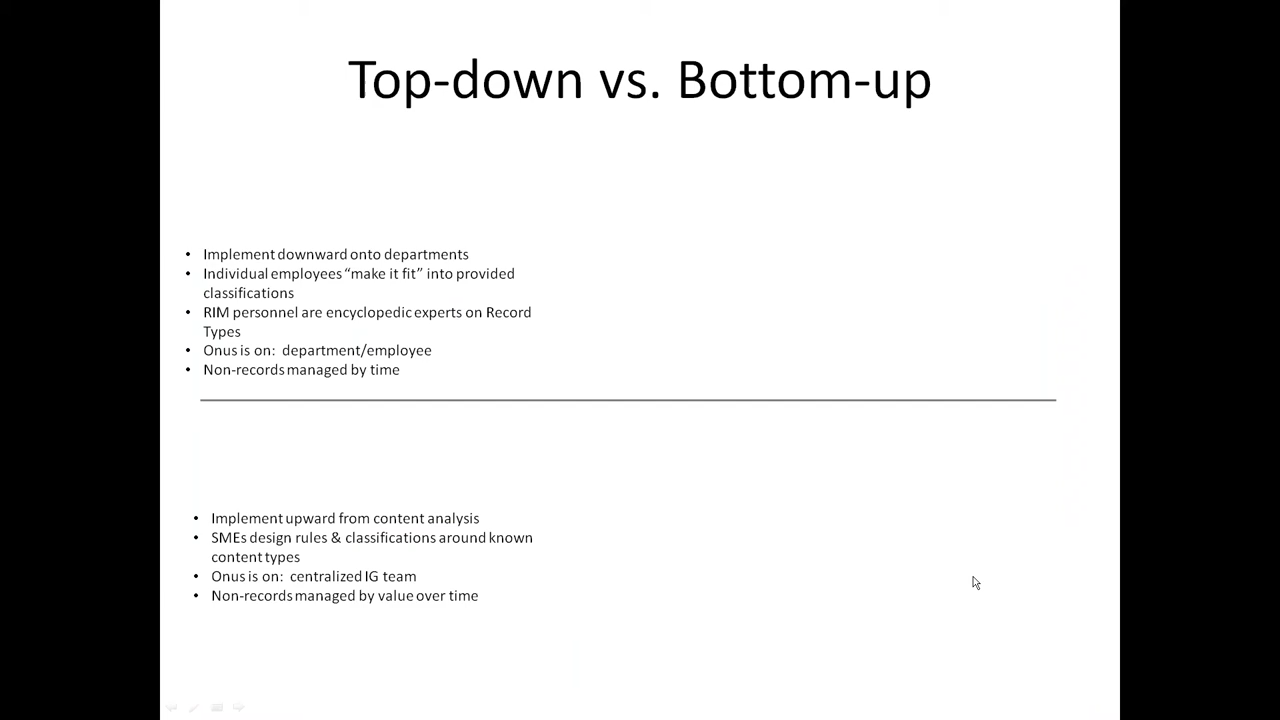 Top-down vs. Bottom-up
• Implement downward onto departments
• Individual employees “make it fit” into provided
classifications
• RIM personnel are encyclopedic experts on Record
Types
• Onus is on: department/employee
• Non-records managed by time
• Implement upward from content analysis
• SMEs design rules & classifications around known
content types
• Onus is on: centralized IG team
• Non-records managed by value over time